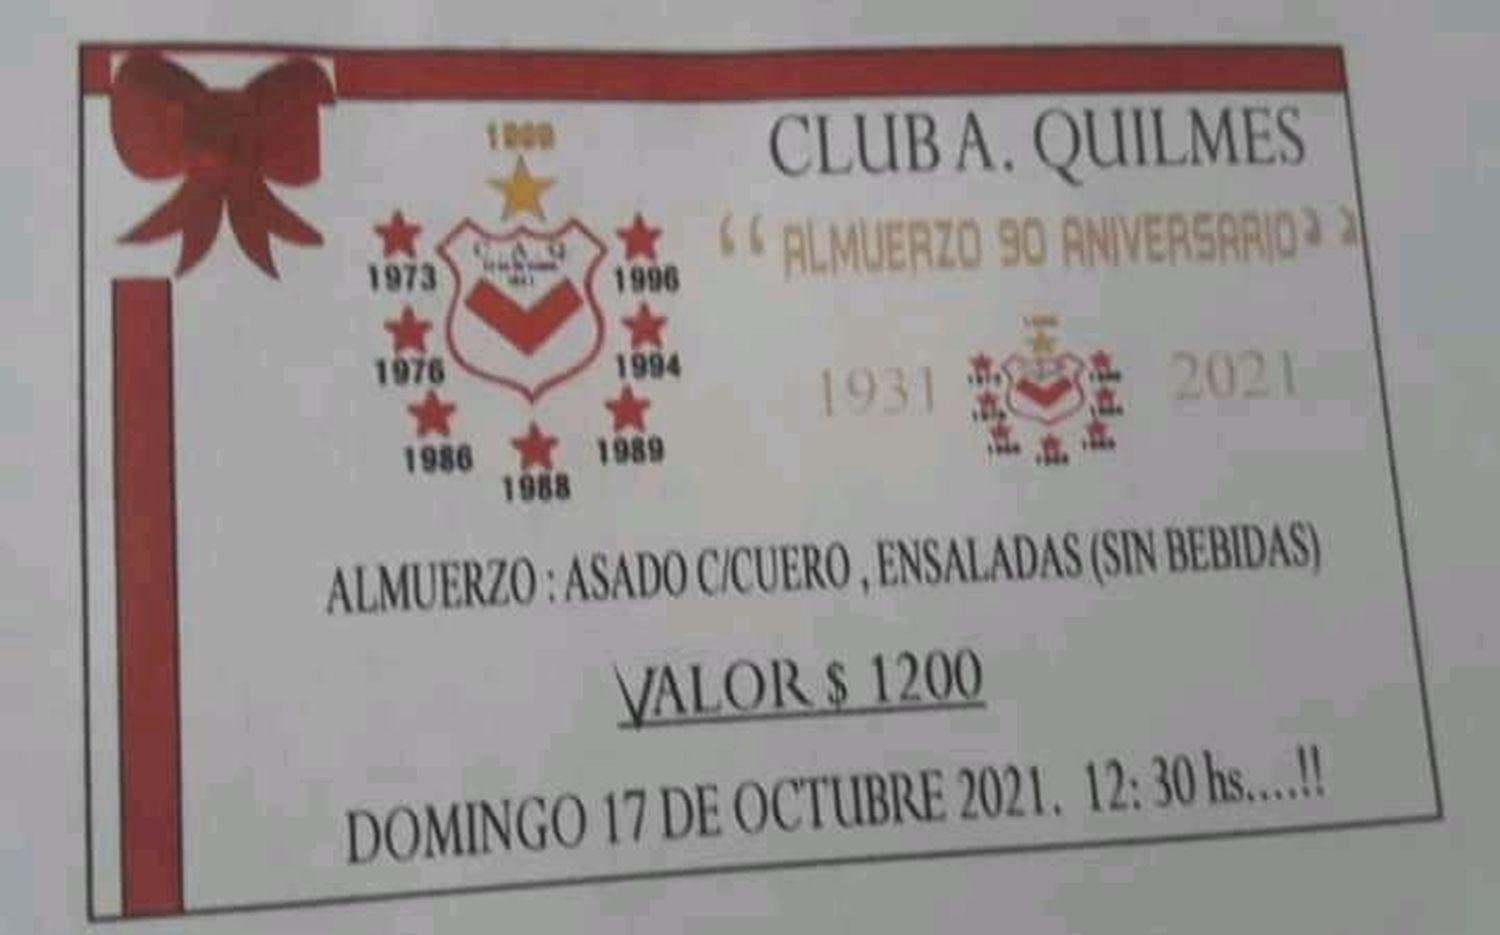 CLUB A. QUILMES
“ALMUERZO 90 ANIVERSARIO”
1973
1996
C A Q
1976
1994
1986
1989
1988
1931
2021
ALMUERZO : ASADO C/CUERO , ENSALADAS (SIN BEBIDAS)
VALOR $ 1200
DOMINGO 17 DE OCTUBRE 2021. 12: 30 hs....!!